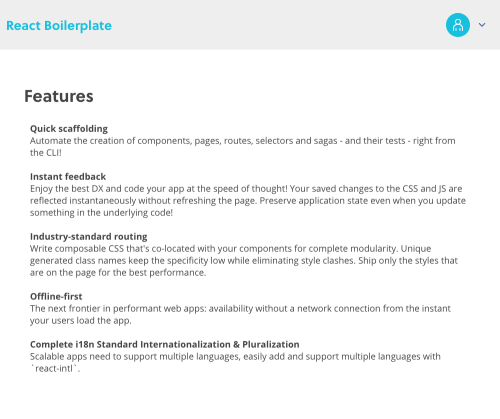 React Boilerplate
Features
Quick scaffolding
Automate the creation of components, pages, routes, selectors and sagas - and their tests - right from
the CLI!
Instant feedback
Enjoy the best DX and code your app at the speed of thought! Your saved changes to the CSS and JS are
reflected instantaneously without refreshing the page. Preserve application state even when you update
something in the underlying code!
Industry-standard routing
Write composable CSS that's co-located with your components for complete modularity. Unique
generated class names keep the specificity low while eliminating style clashes. Ship only the styles that
are on the page for the best performance.
Offline-first
The next frontier in performant web apps: availability without a network connection from the instant
your users load the app.
Complete i18n Standard Internationalization & Pluralization
Scalable apps need to support multiple languages, easily add and support multiple languages with
`react-intl`.